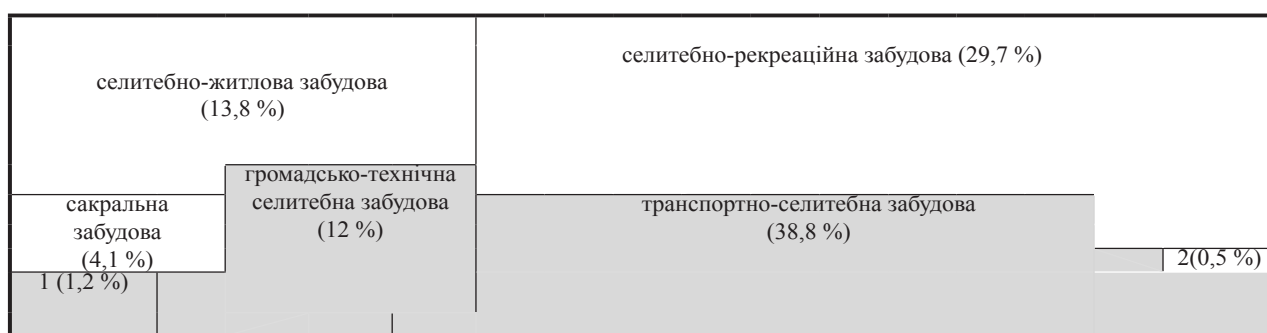 селитебно-житлова забудова
(13,8 %)
селитебно-рекреаційна забудова (29,7 %)
сакральна
забудова
(4,1 %)
громадсько-технічна
селитебна забудова
(12 %)
транспортно-селитебна забудова
(38,8 %)
2(0,5 %)
1 (1,2 %)